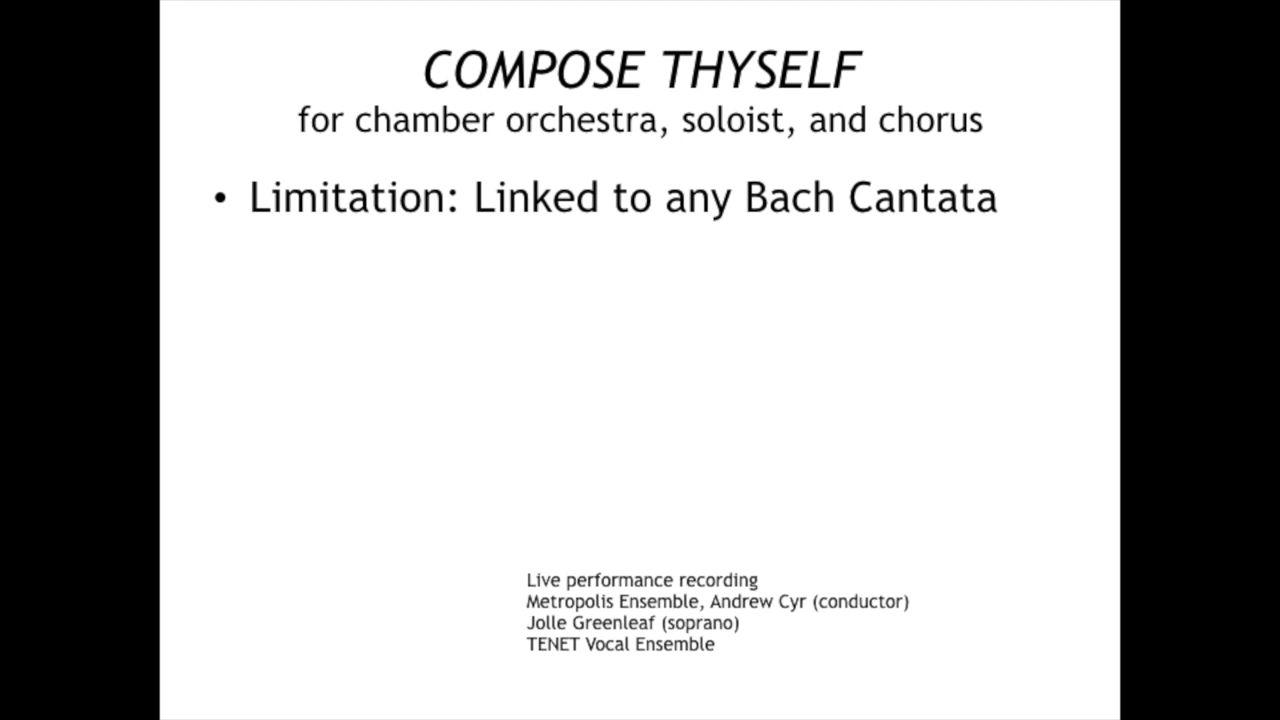 COMPOSE THYSELF
for chamber orchestra, soloist, and chorus
• Limitation: Linked to any Bach Cantata
Live performance recording
Metropolis Ensemble, Andrew Cyr (conductor)
Jolle Greenleaf (soprano)
TENET Vocal Ensemble